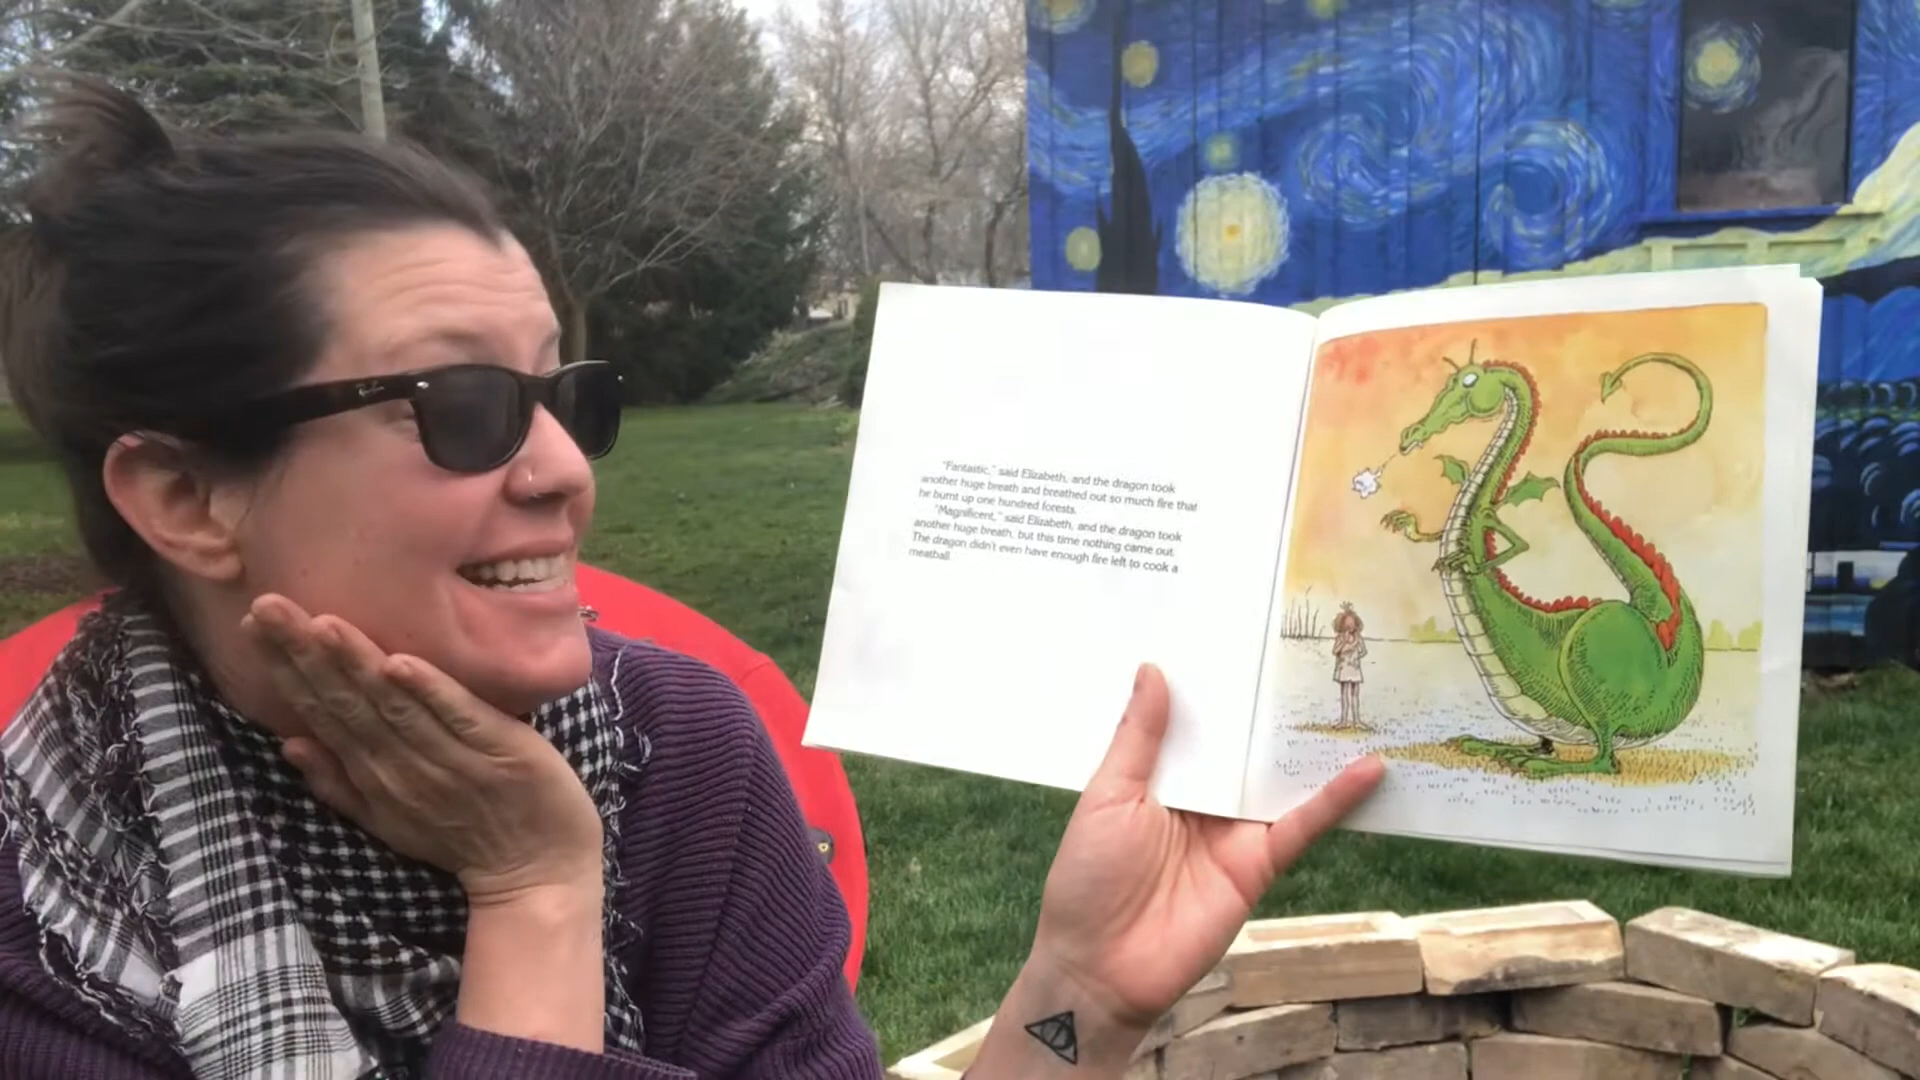 Ray-Ban
"Fantastic," said Elizabeth, and the dragon took
another huge breath and breathed out so much fire that
he burnt up one hundred forests.
"Magnificent," said Elizabeth, and the dragon took
another huge breath, but this time nothing came out.
The dragon didn't even have enough fire left to cook a
meatball.